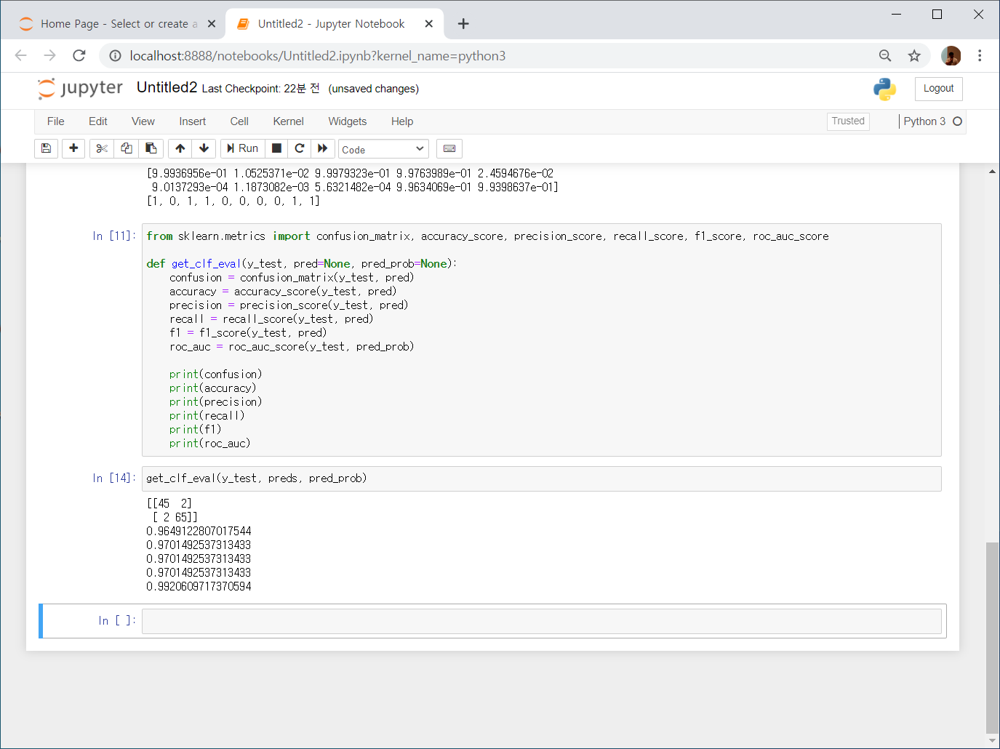 Home Page - Select or create a
Untitled2 - Jupyter Notebook
localhost:8888/notebooks/Untitled2.ipynb?kernel_name=python3
jupyter Untitled2 Last Checkpoint: 22분 전 (unsaved changes)
Logout
File Edit View Insert Cell Kernel Widgets Help
Trusted
Python 3
Run
Code
[9.9936956e-01 1.0525371e-02 9.9979323e-01 9.9763989e-01 2.4594676e-02
9.0137293e-04 1.1873082e-03 5.6321482e-04 9.9634069e-01 9.9398637e-01]
[1, 0, 1, 1, 0, 0, 0, 0, 1, 1]
In [11]: from sklearn.metrics import confusion_matrix, accuracy_score, precision_score, recall_score, f1_score, roc_auc_score
def get_clf_eval(y_test, pred=None, pred_prob=None):
confusion = confusion_matrix(y_test, pred)
accuracy = accuracy_score(y_test, pred)
precision = precision_score(y_test, pred)
recall = recall_score(y_test, pred)
f1 = f1_score(y_test, pred)
roc_auc = roc_auc_score(y_test, pred_prob)
print(confusion)
print(accuracy)
print(precision)
print(recall)
print(f1)
print(roc_auc)
In [14]: get_clf_eval(y_test, preds, pred_prob)
[[45 2]
[ 2 65]]
0.9649122807017544
0.9701492537313433
0.9701492537313433
0.9701492537313433
0.9920609717370594
In [ ]: